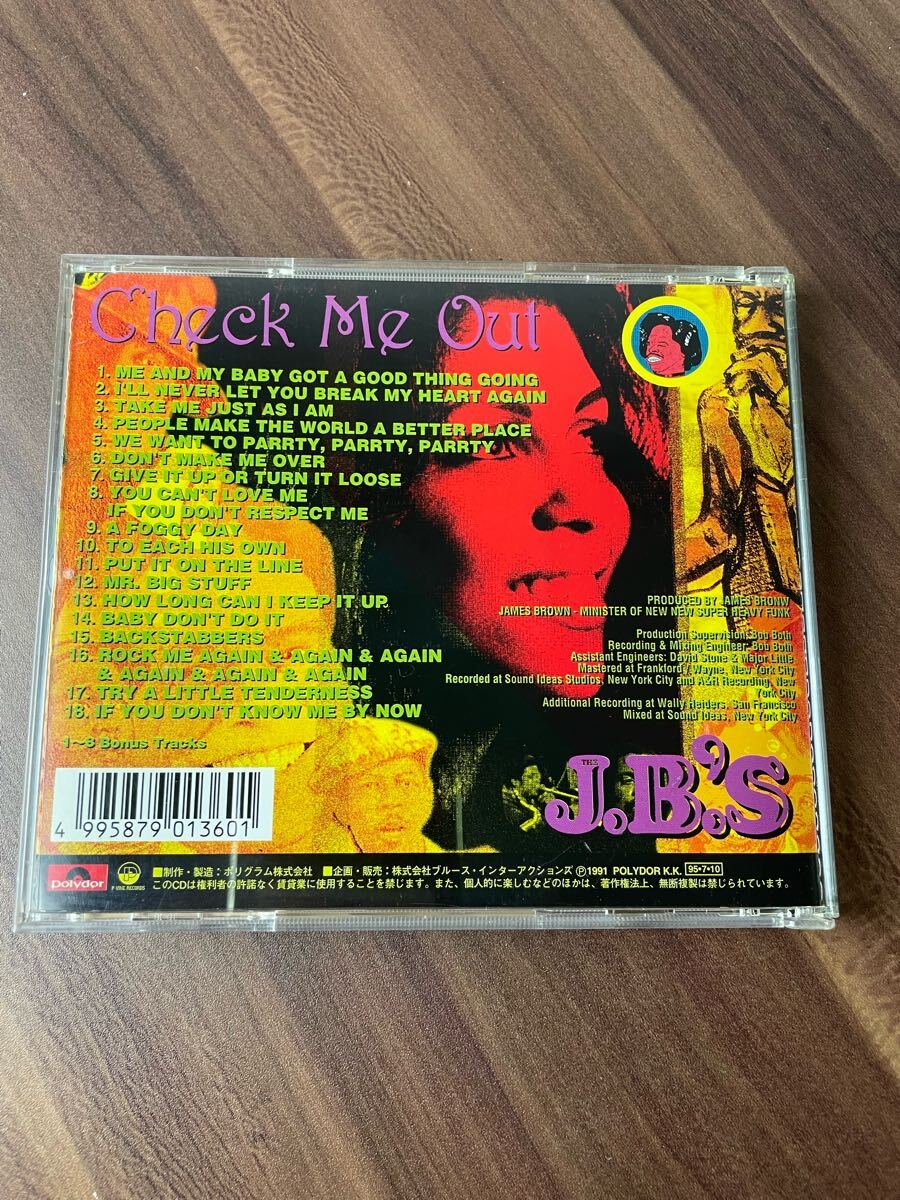 Check Me Out
1. ME AND MY BABY GOT A GOOD THING GOING
2. I'LL NEVER LET YOU BREAK MY HEART AGAIN
3. TAKE ME JUST AS I AM
4. PEOPLE MAKE THE WORLD A BETTER PLACE
5. WE WANT TO PARRTY, PARRTY, PARRTY
6. DON'T MAKE ME OVER
7. GIVE IT UP OR TURN IT LOOSE
8. YOU CAN'T LOVE ME
IF YOU DON'T RESPECT ME
9. A FOGGY DAY
10. TO EACH HIS OWN
11. PUT IT ON THE LINE
12. MR. BIG STUFF
13. HOW LONG CAN I KEEP IT UP
14. BABY DON'T DO IT
15. BACKSTABBERS
16. ROCK ME AGAIN & AGAIN & AGAIN
& AGAIN & AGAIN & AGAIN
17. TRY A LITTLE TENDERNESS
18. IF YOU DON'T KNOW ME BY NOW
1~8 Bonus Tracks
PRODUCED BY JAMES BRONW
JAMES BROWN - MINISTER OF NEW NEW SUPER HEAVY FUNK
Production Supervision: Bob Both
Recording & Mixing Engineer: Bob Both
Assistant Engineers: David Stone & Major Little
Mastered at Frankford / Wayne, New York City
Recorded at Sound Ideas Studios, New York City and A&R Recording, New
York City
Additional Recording at Wally Heiders, San Francisco
Mixed at Sound Ideas, New York City
THE J.B.'S
4 995879 013601
polydor
P-VINE RECORDS
■制作・製造：ポリグラム株式会社 ■企画・販売：株式会社ブルース・インターアクションズ Ⓟ1991 POLYDOR K.K. 95・7・10
このCDは権利者の許諾なく賃貸業に使用することを禁じます。また、個人的に楽しむなどのほかは、著作権法上、無断複製は禁じられています。